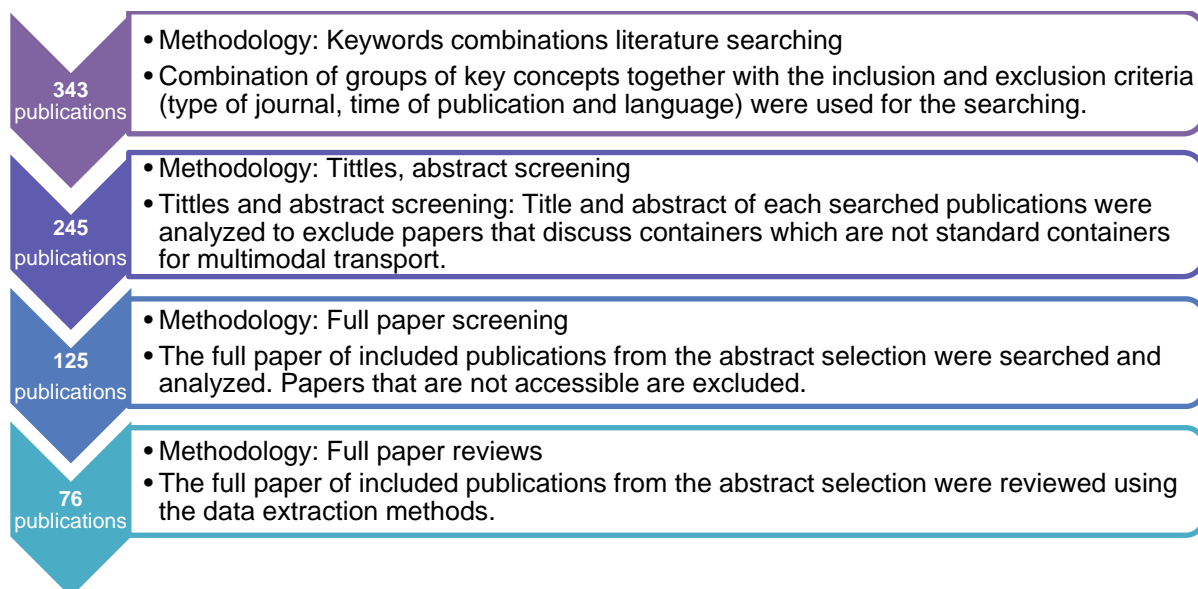 343
publications
• Methodology: Keywords combinations literature searching
• Combination of groups of key concepts together with the inclusion and exclusion criteria
(type of journal, time of publication and language) were used for the searching.
245
publications
• Methodology: Tittles, abstract screening
• Tittles and abstract screening: Title and abstract of each searched publications were
analyzed to exclude papers that discuss containers which are not standard containers
for multimodal transport.
125
publications
• Methodology: Full paper screening
• The full paper of included publications from the abstract selection were searched and
analyzed. Papers that are not accessible are excluded.
76
publications
• Methodology: Full paper reviews
• The full paper of included publications from the abstract selection were reviewed using
the data extraction methods.